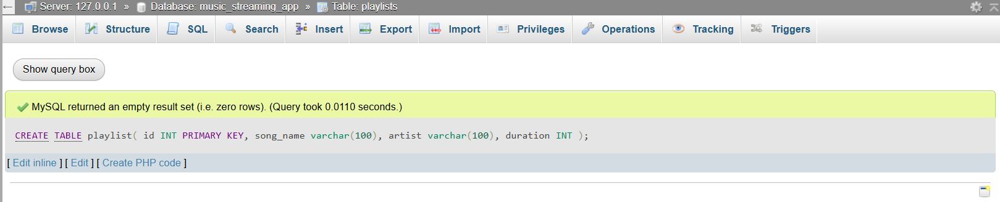 Server: 127.0.0.1 » Database: music_streaming_app » Table: playlists
Browse Structure SQL Search Insert Export Import Privileges Operations Tracking Triggers
Show query box
MySQL returned an empty result set (i.e. zero rows). (Query took 0.0110 seconds.)
CREATE TABLE playlist( id INT PRIMARY KEY, song_name varchar(100), artist varchar(100), duration INT );
[ Edit inline ] [ Edit ] [ Create PHP code ]